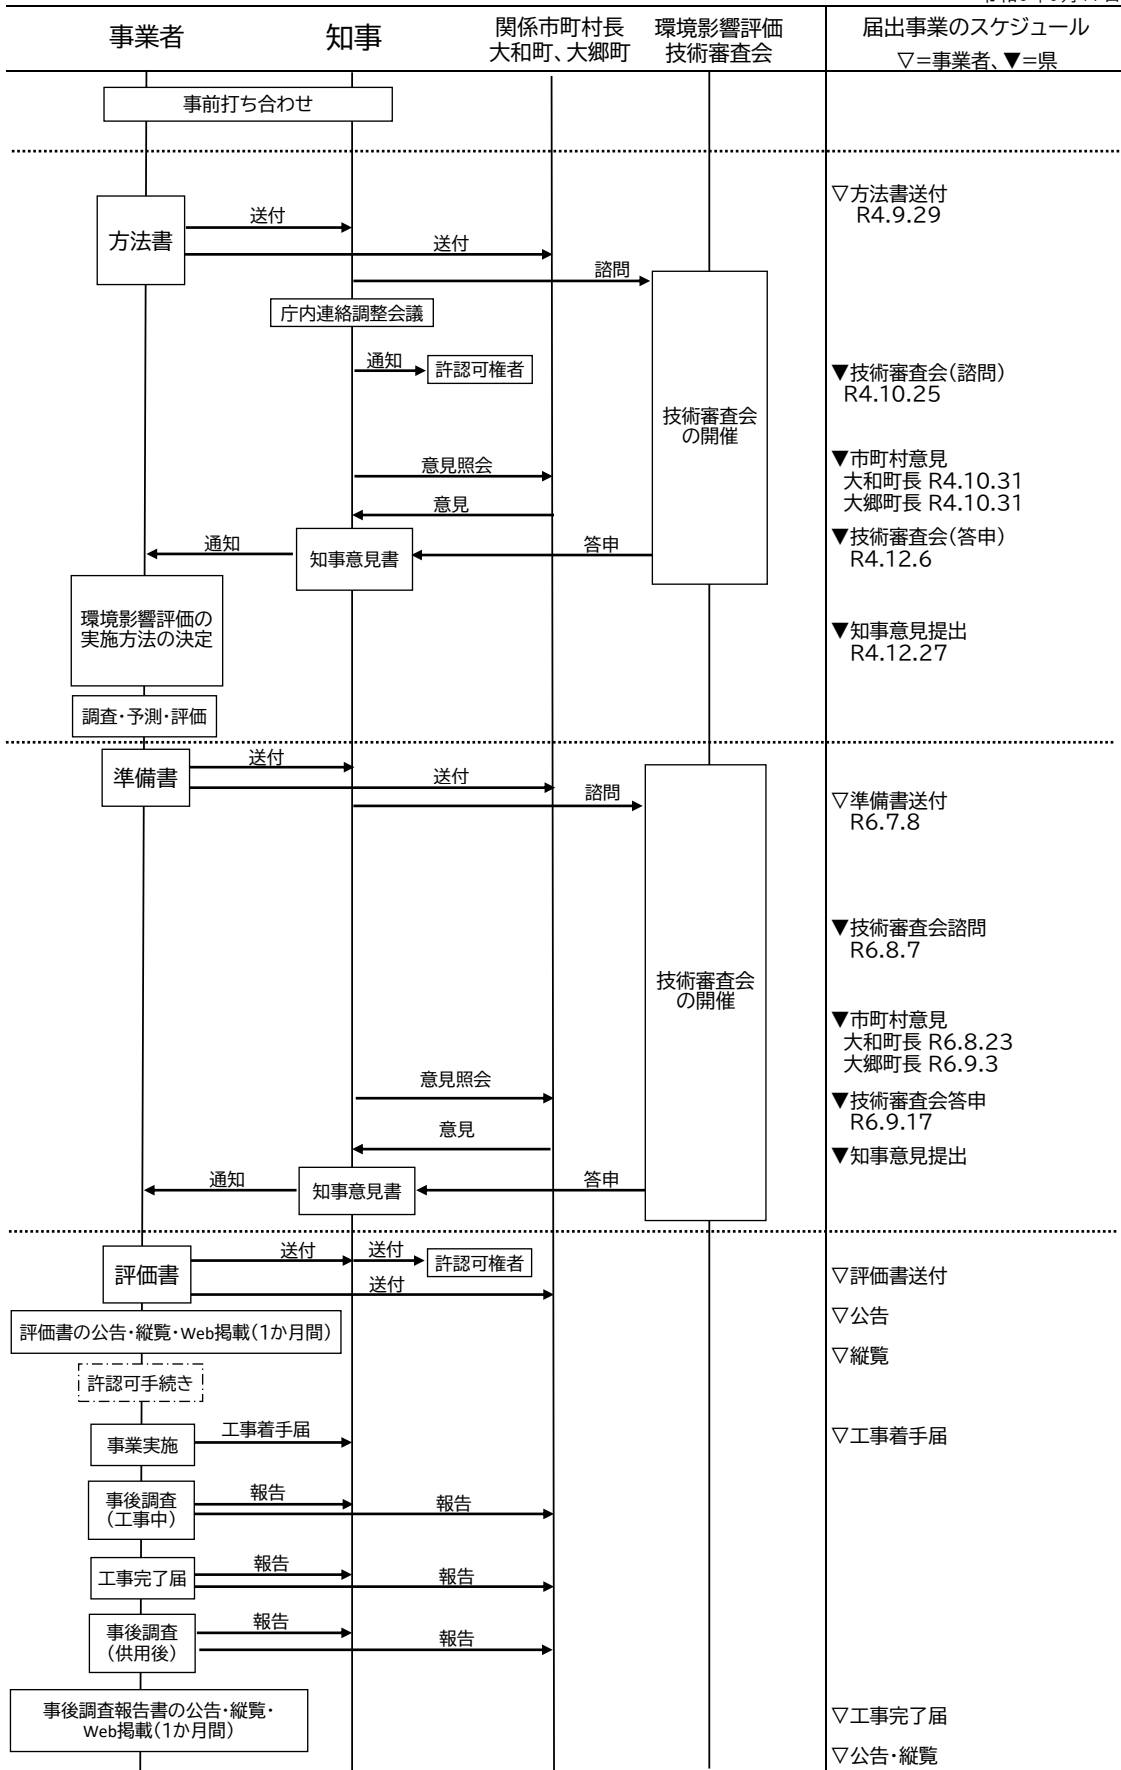 事業者
知事
関係市町村長
大和町、大郷町
環境影響評価
技術審査会
届出事業のスケジュール
▽=事業者、▼=県
事前打ち合わせ
方法書
送付
送付
諮問
▽方法書送付
R4.9.29
庁内連絡調整会議
通知
許認可権者
技術審査会
の開催
▼技術審査会(諮問)
R4.10.25
意見照会
意見
▼市町村意見
大和町長 R4.10.31
大郷町長 R4.10.31
通知
知事意見書
答申
▼技術審査会(答申)
R4.12.6
環境影響評価の
実施方法の決定
▼知事意見提出
R4.12.27
調査・予測・評価
準備書
送付
送付
諮問
▽準備書送付
R6.7.8
技術審査会
の開催
▼技術審査会諮問
R6.8.7
▼市町村意見
大和町長 R6.8.23
大郷町長 R6.9.3
意見照会
▼技術審査会答申
R6.9.17
意見
▼知事意見提出
通知
知事意見書
答申
評価書
送付
送付
許認可権者
送付
▽評価書送付
評価書の公告・縦覧・Web掲載(1か月間)
▽公告
▽縦覧
許認可手続き
事業実施
工事着手届
▽工事着手届
事後調査
(工事中)
報告
報告
工事完了届
報告
報告
事後調査
(供用後)
報告
報告
事後調査報告書の公告・縦覧・
Web掲載(1か月間)
▽工事完了届
▽公告・縦覧